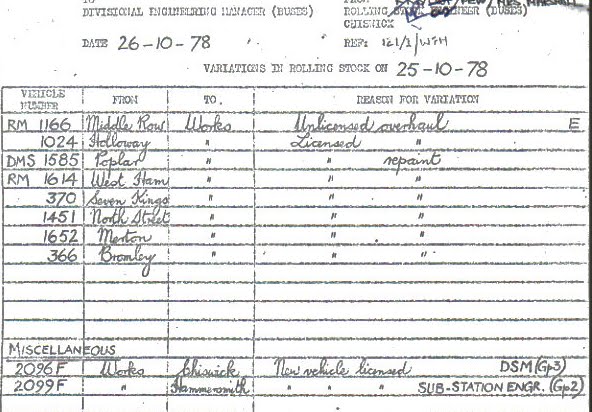 TO FROM
DIVISIONAL ENGINEERING MANAGER (BUSES) ROLLING STOCK ENGINEER (BUSES)
CHISWICK
DATE 26-10-78 REF: 121/1/WTH
VARIATIONS IN ROLLING STOCK ON 25-10-78
VEHICLE NUMBER FROM TO. REASON FOR VARIATION
RM 1166 Middle Row Works Unlicensed overhaul E
1024 Holloway " Licensed "
DMS 1585 Poplar " " repaint
RM 1614 West Ham " " "
370 Seven Kings " " "
1451 North Street " " "
1652 Merton " " "
366 Bromley " " "
MISCELLANEOUS
2096F Works Chiswick New vehicle licensed DSM (Gp3)
2099F " Hammersmith " " " SUB-STATION ENGR. (Gp2)